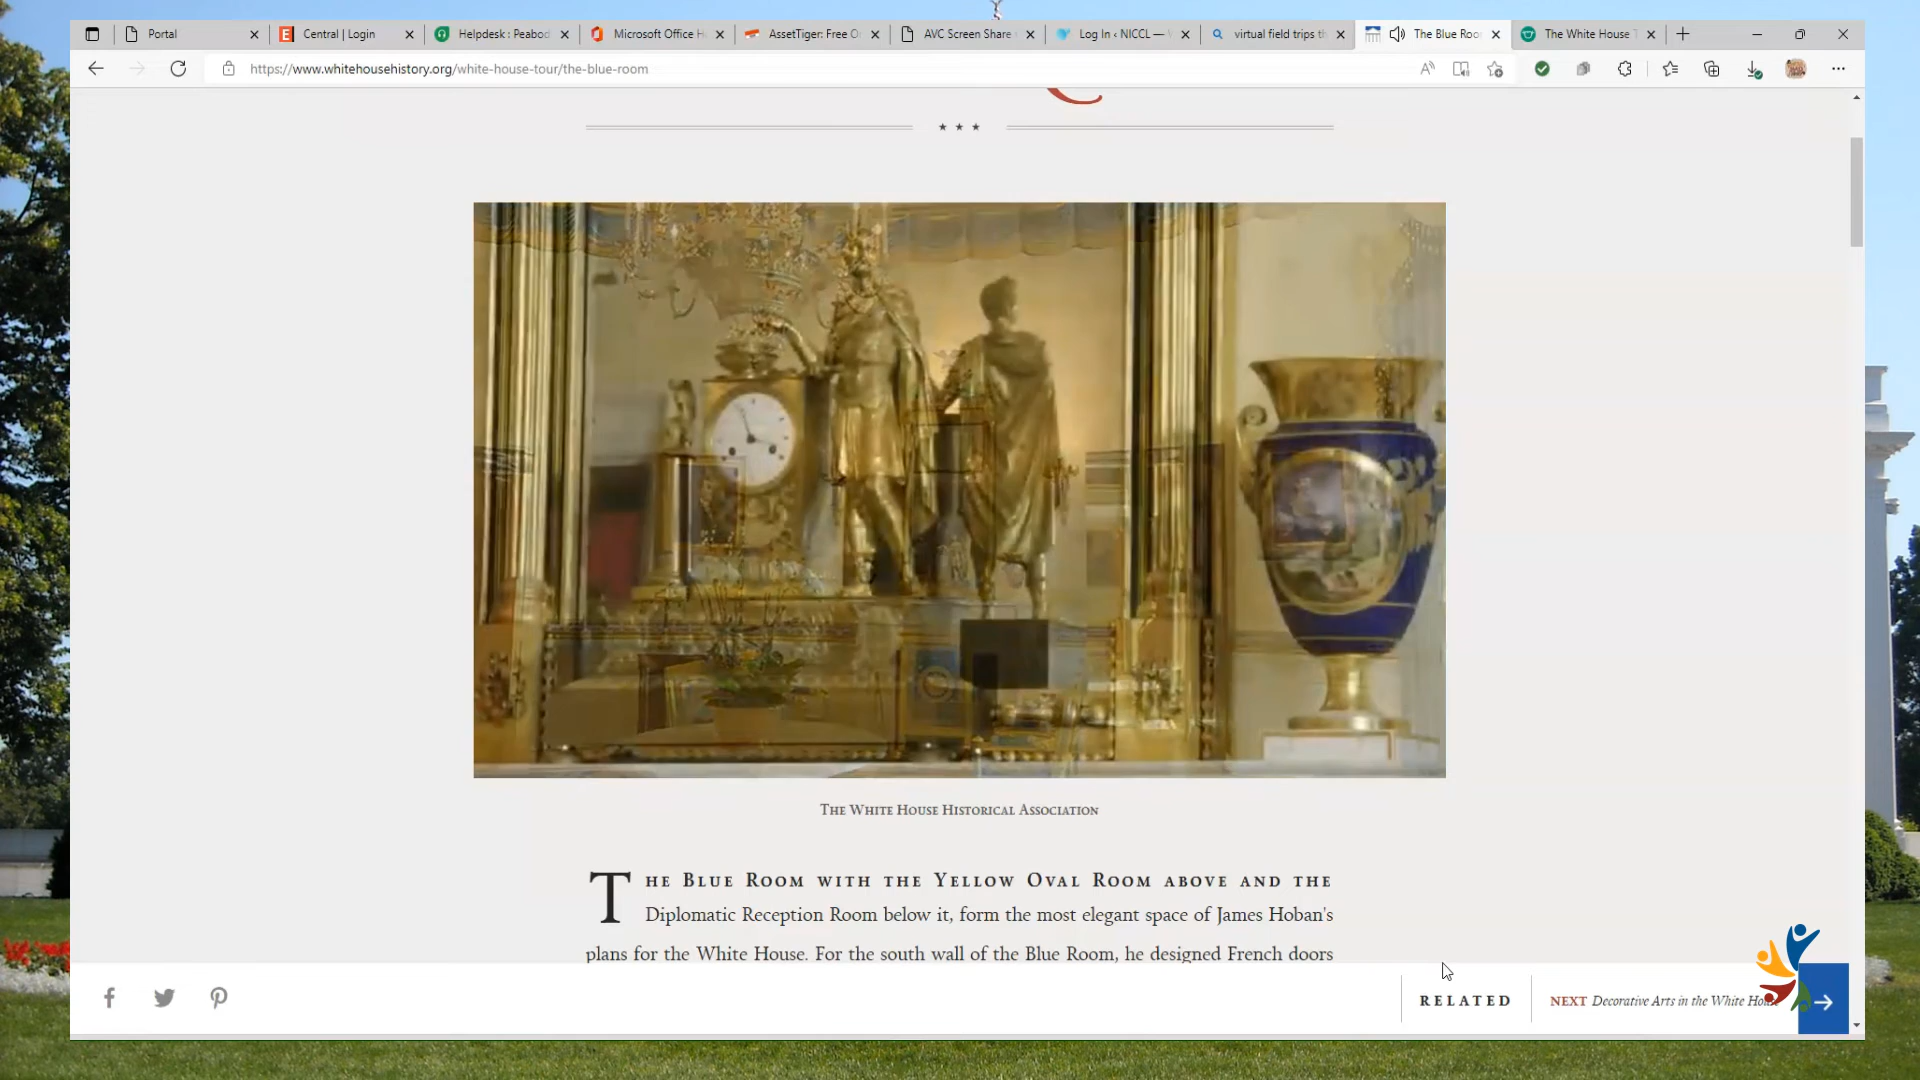 Portal
Central | Login
Helpdesk : Peabod
Microsoft Office H
AssetTiger: Free O
AVC Screen Share
Log In ‹ NICCL —
virtual field trips th
The Blue Roo
The White House T
https://www.whitehousehistory.org/white-house-tour/the-blue-room
THE WHITE HOUSE HISTORICAL ASSOCIATION
THE BLUE ROOM WITH THE YELLOW OVAL ROOM ABOVE AND THE
Diplomatic Reception Room below it, form the most elegant space of James Hoban's
plans for the White House. For the south wall of the Blue Room, he designed French doors
RELATED
NEXT Decorative Arts in the White Hou